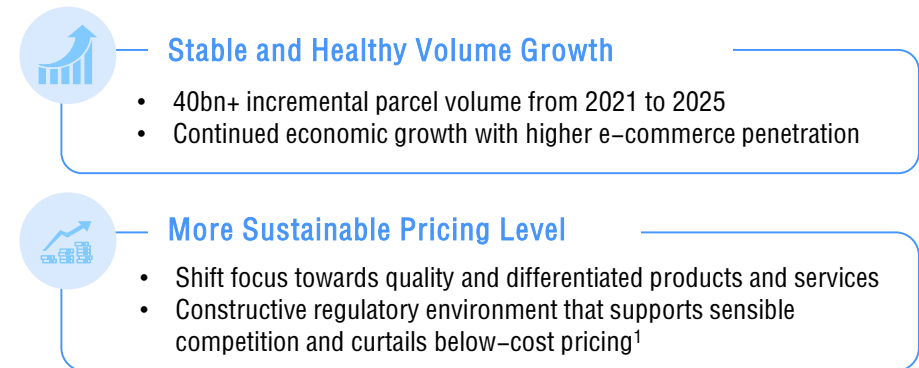 Stable and Healthy Volume Growth
• 40bn+ incremental parcel volume from 2021 to 2025
• Continued economic growth with higher e-commerce penetration
More Sustainable Pricing Level
• Shift focus towards quality and differentiated products and services
• Constructive regulatory environment that supports sensible
competition and curtails below-cost pricing¹